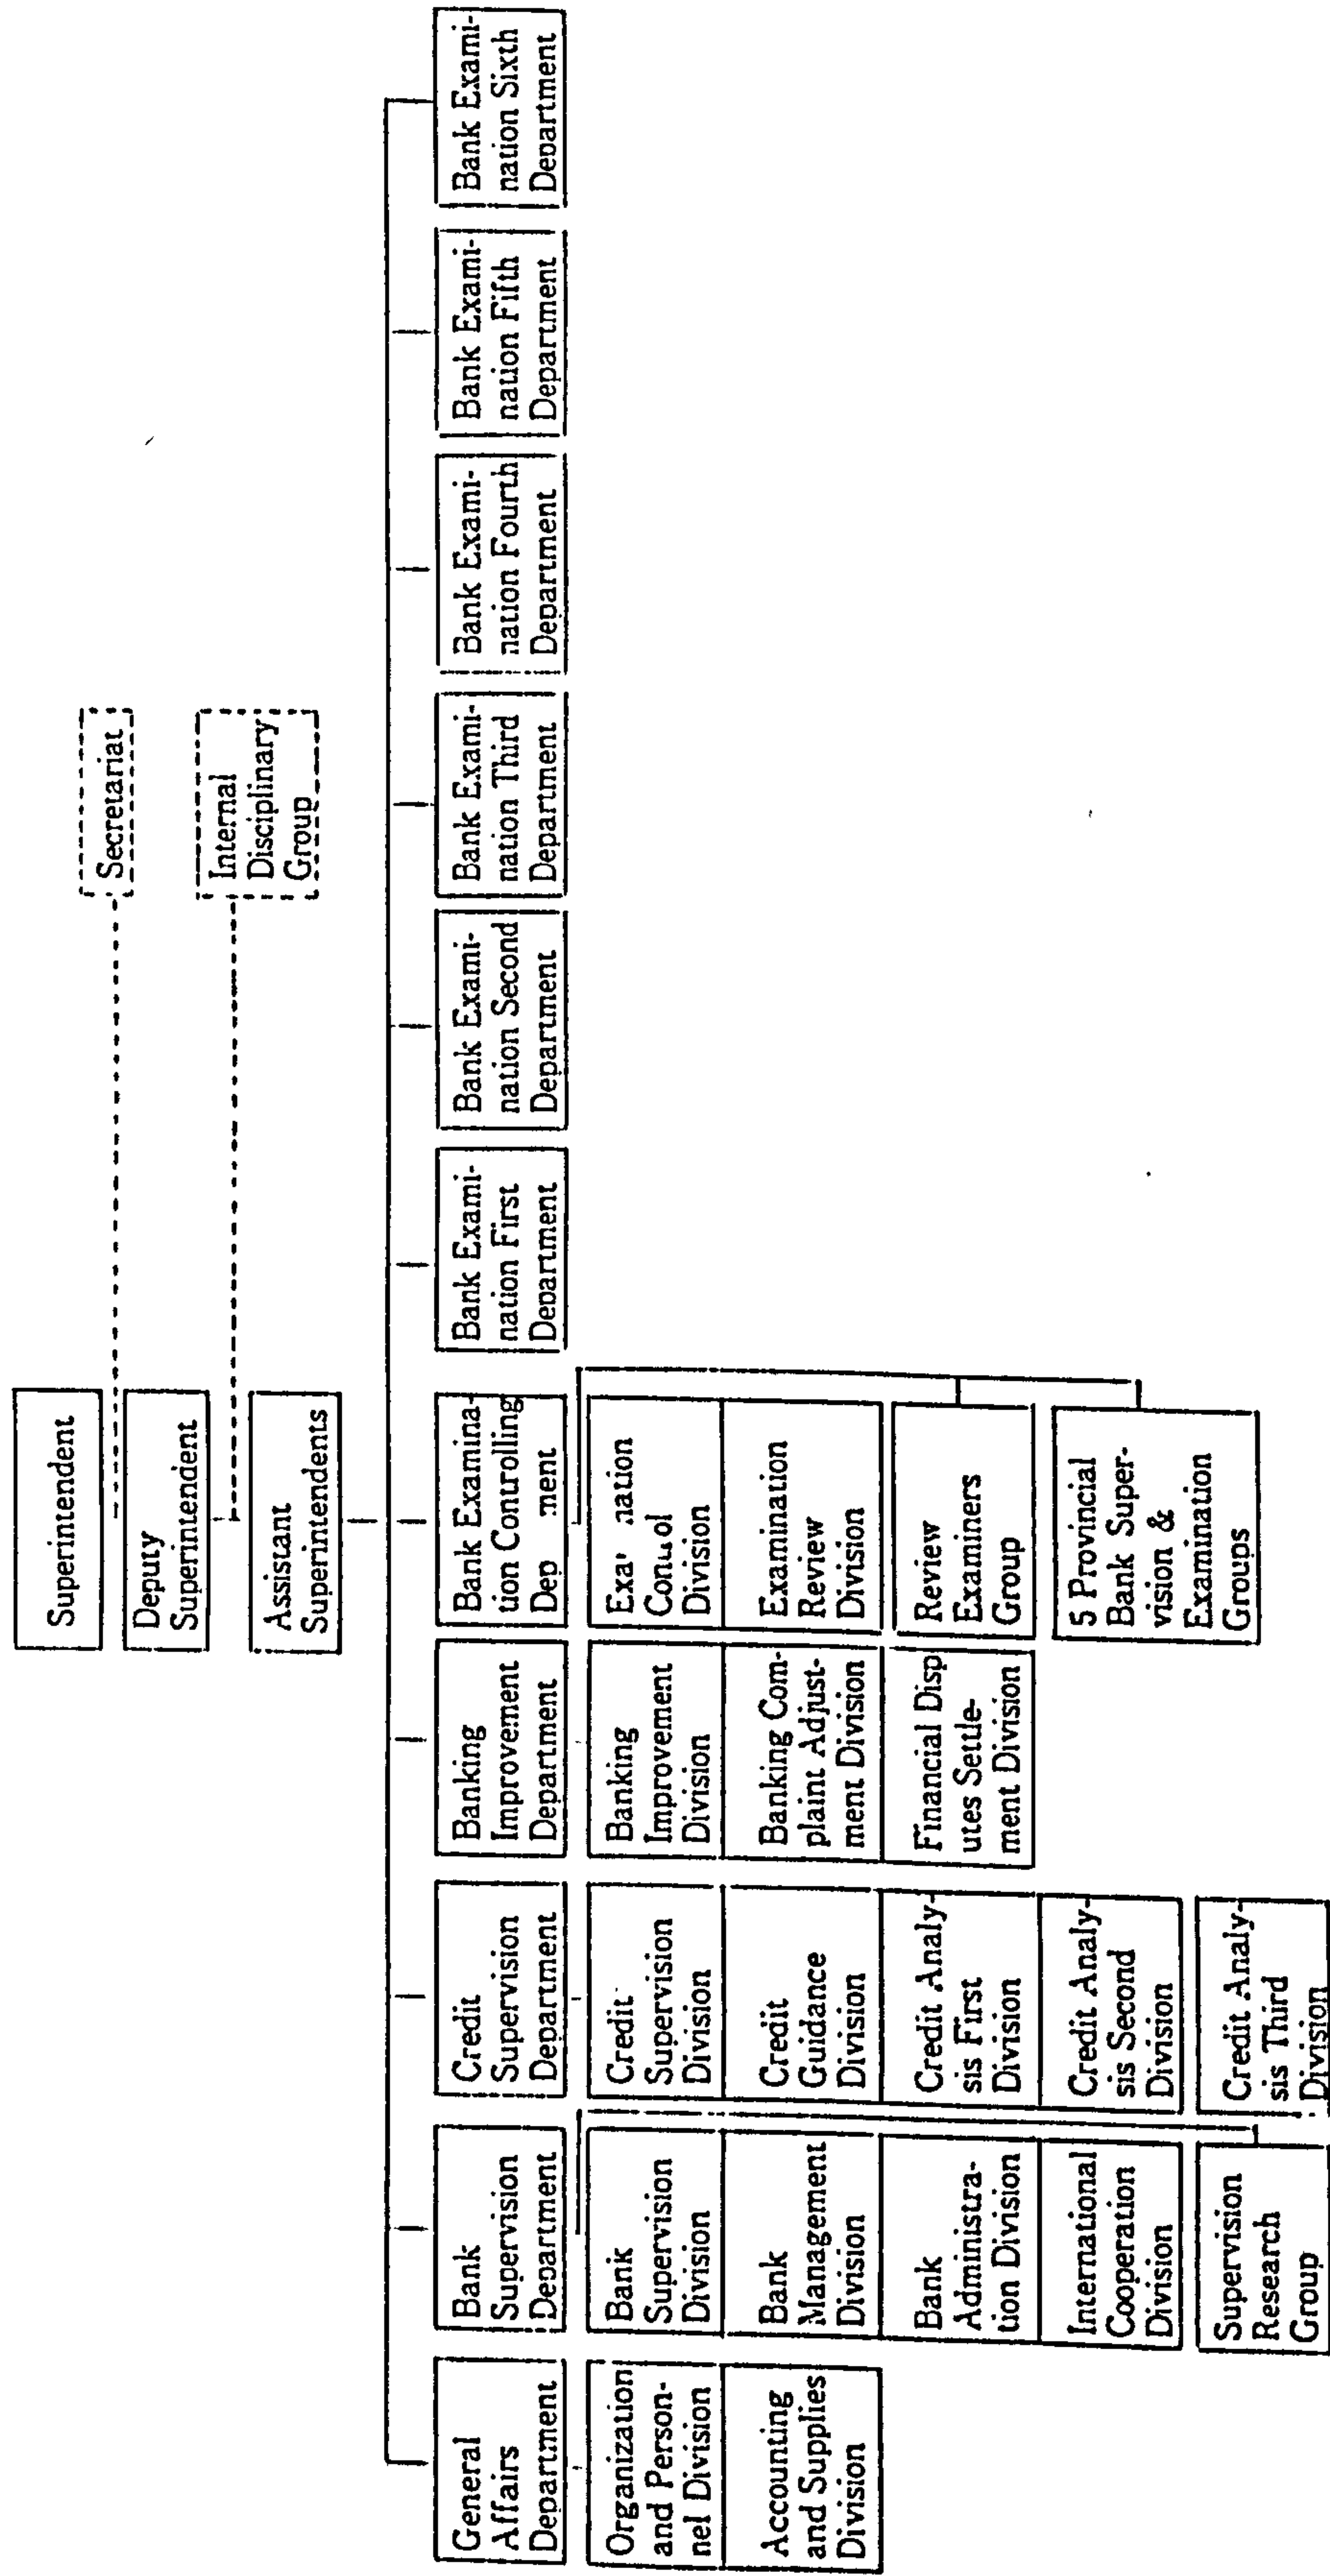 Superintendent
Secretariat
Deputy
Superintendent
Internal
Disciplinary
Group
Assistant
Superintendents
General
Affairs
Department
Bank
Supervision
Department
Credit
Supervision
Department
Banking
Improvement
Department
Bank Examina-
tion Controlling
Bank Exami-
nation First
Department
Bank Exami-
nation Second
Department
Bank Exami-
nation Third
Department
Bank Exami-
nation Fourth
Department
Bank Exami-
nation Fifth
Department
Bank Exami-
nation Sixth
Department
Organization
and Person-
nel Division
Accounting
and Supplies
Division
Bank
Supervision
Division
Bank
Management
Division
Bank
Administra-
tion Division
International
Cooperation
Division
Supervision
Research
Group
Credit
Supervision
Division
Credit
Guidance
Division
Credit Analy-
sis First
Division
Credit Analy-
sis Second
Division
Credit Analy-
sis Third
Division
Banking
Improvement
Division
Banking Com-
plaint Adjust-
ment Division
Financial Disp
utes Settle-
ment Division
Division
Examination
Review
Division
Review
Examiners
Group
5 Provincial
Bank Super-
vision &
Examination
Groups